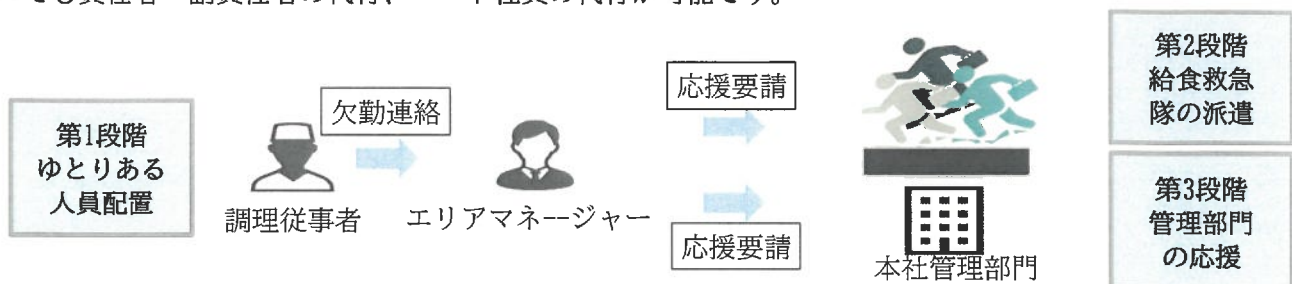 第1段階
ゆとりある
人員配置
欠勤連絡
調理従事者
エリアマネージャー
応援要請
応援要請
本社管理部門
第2段階
給食救急
隊の派遣
第3段階
管理部門
の応援